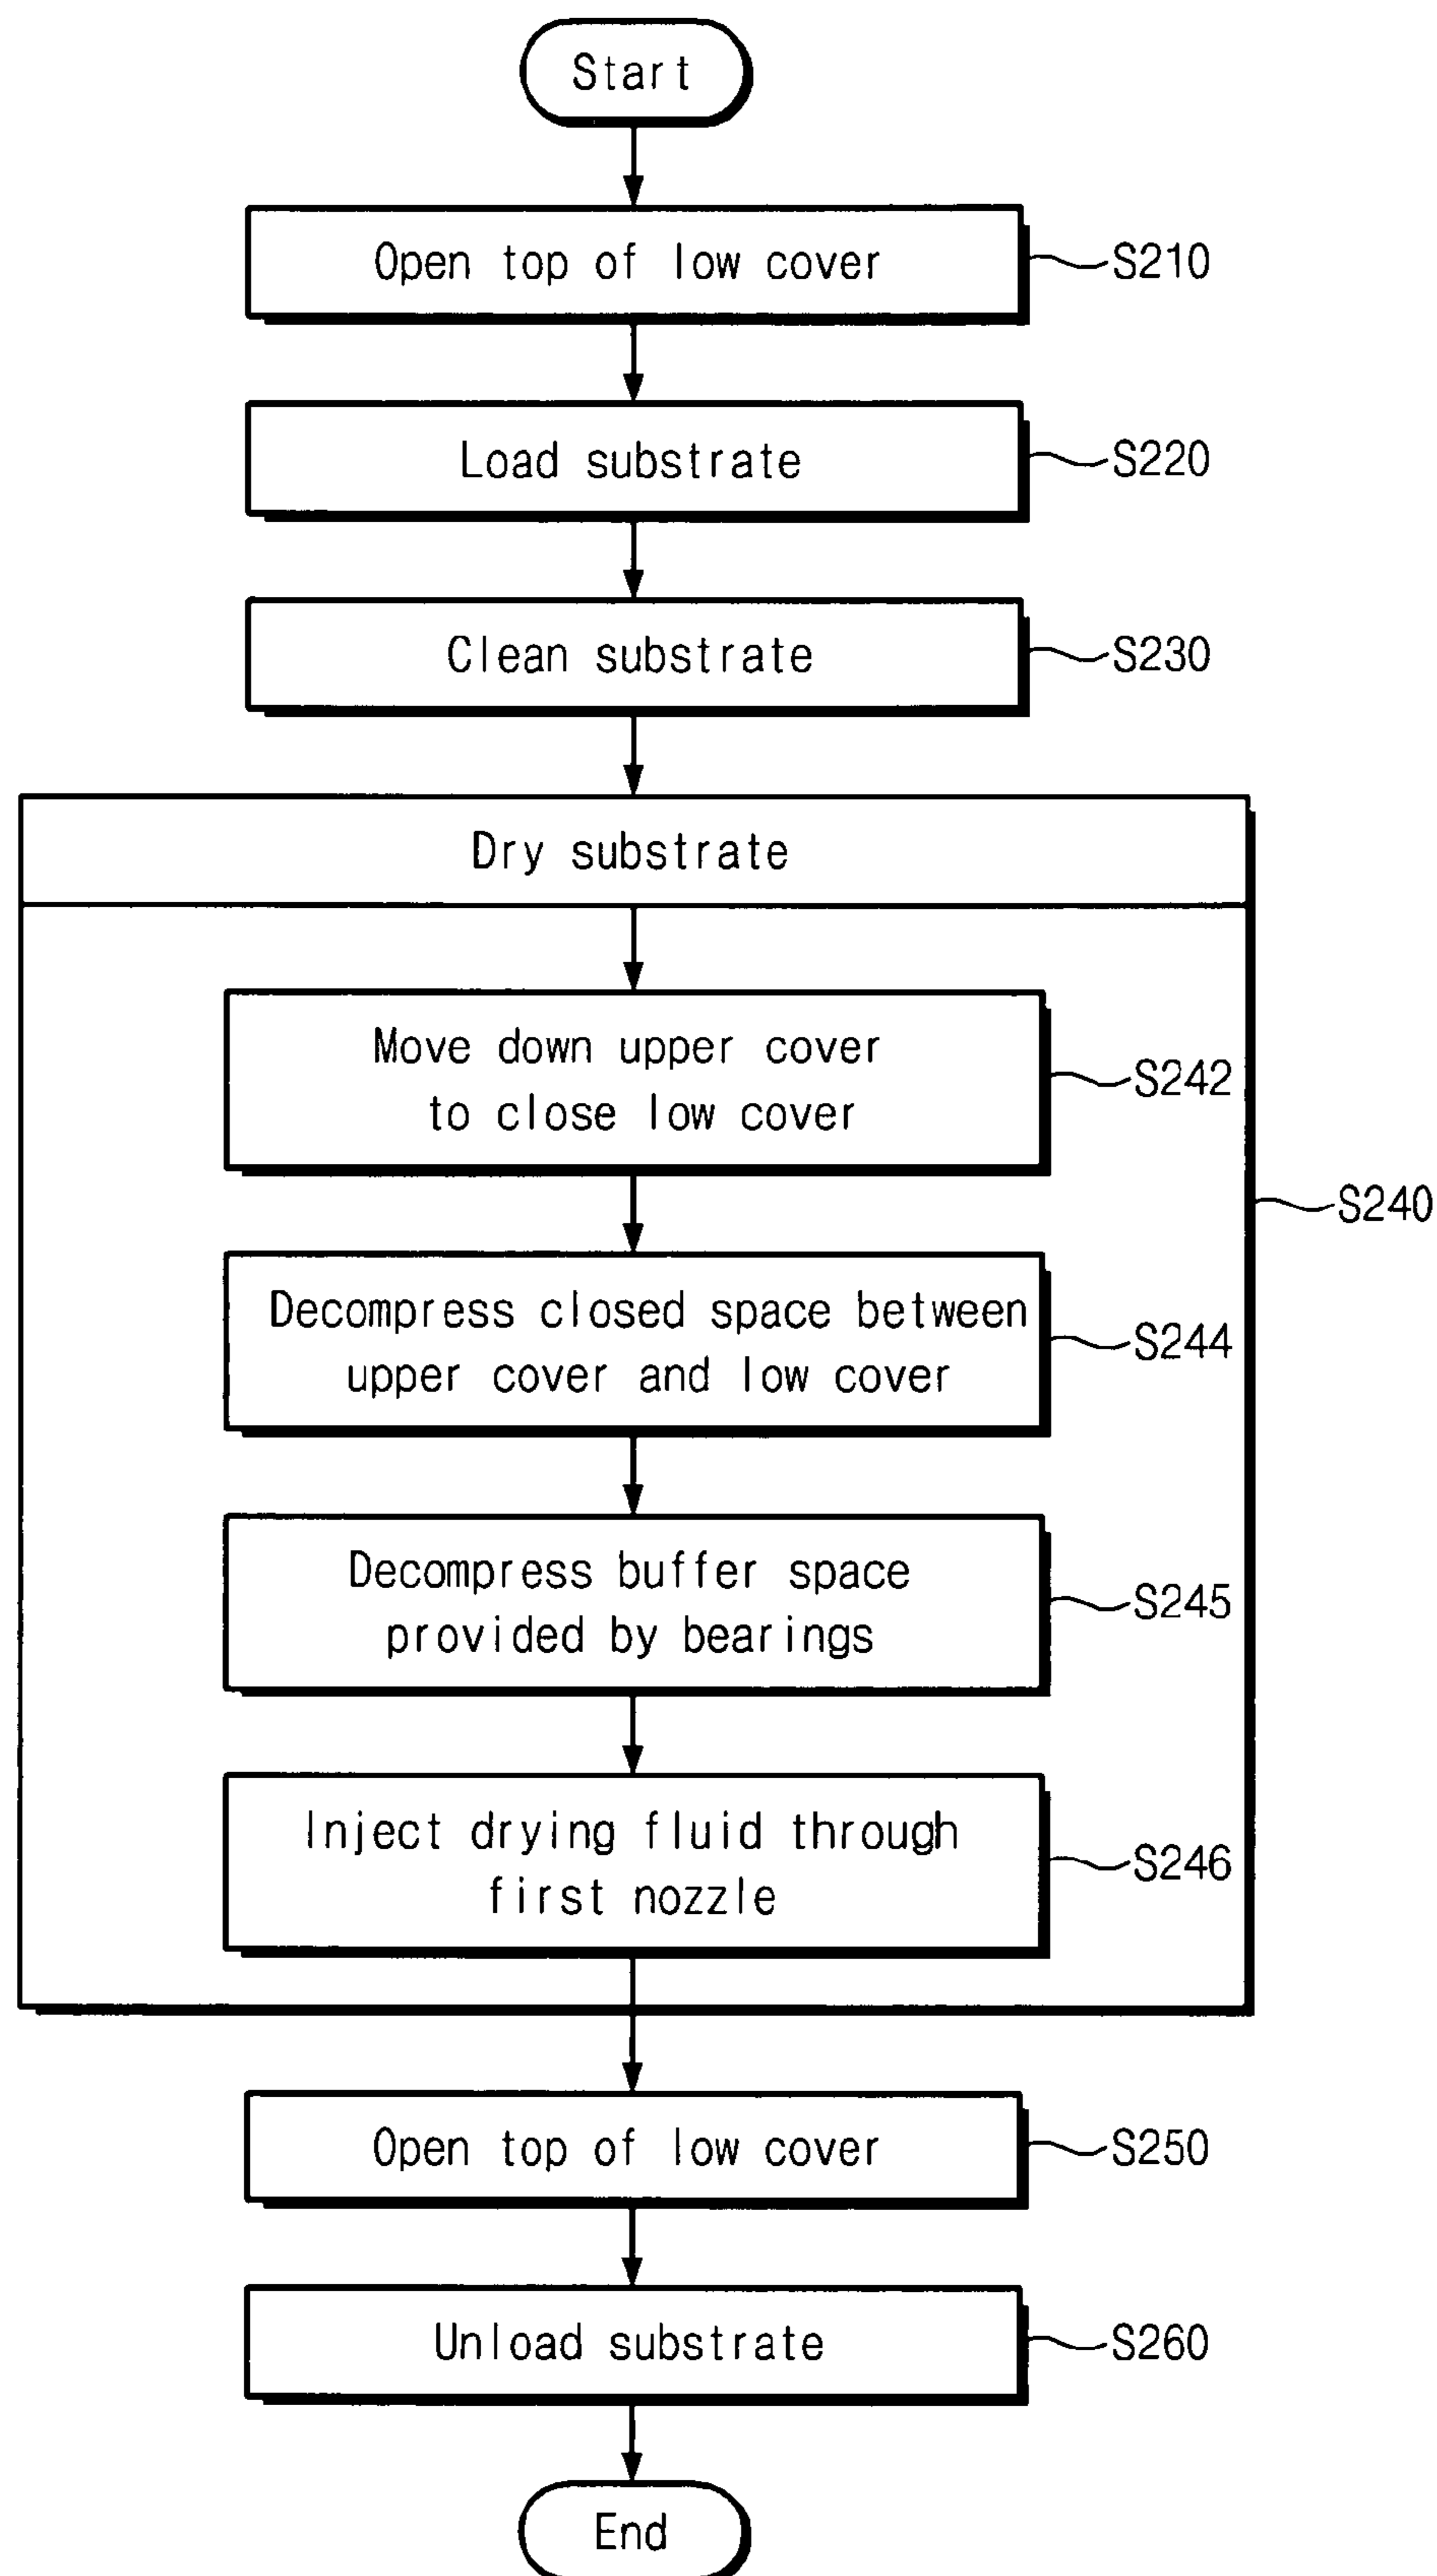 Start
Open top of low cover
S210
Load substrate
S220
Clean substrate
S230
Dry substrate
Move down upper cover
to close low cover
S242
S240
Decompress closed space between
upper cover and low cover
S244
Decompress buffer space
provided by bearings
S245
Inject drying fluid through
first nozzle
S246
Open top of low cover
S250
Unload substrate
S260
End